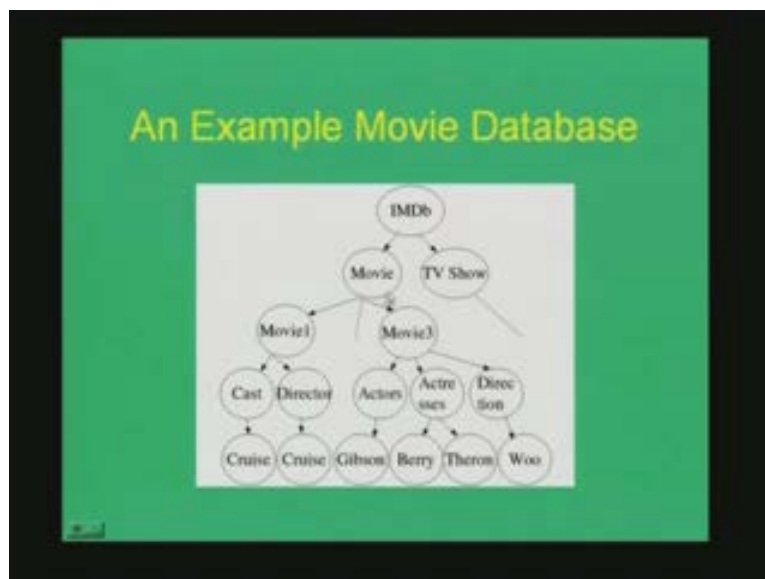 An Example Movie Database
IMDb
Movie TV Show
Movie1 Movie3
Cast Director Actors Actre Direc
sses tion
Cruise Cruise Gibson Berry Theron Woo